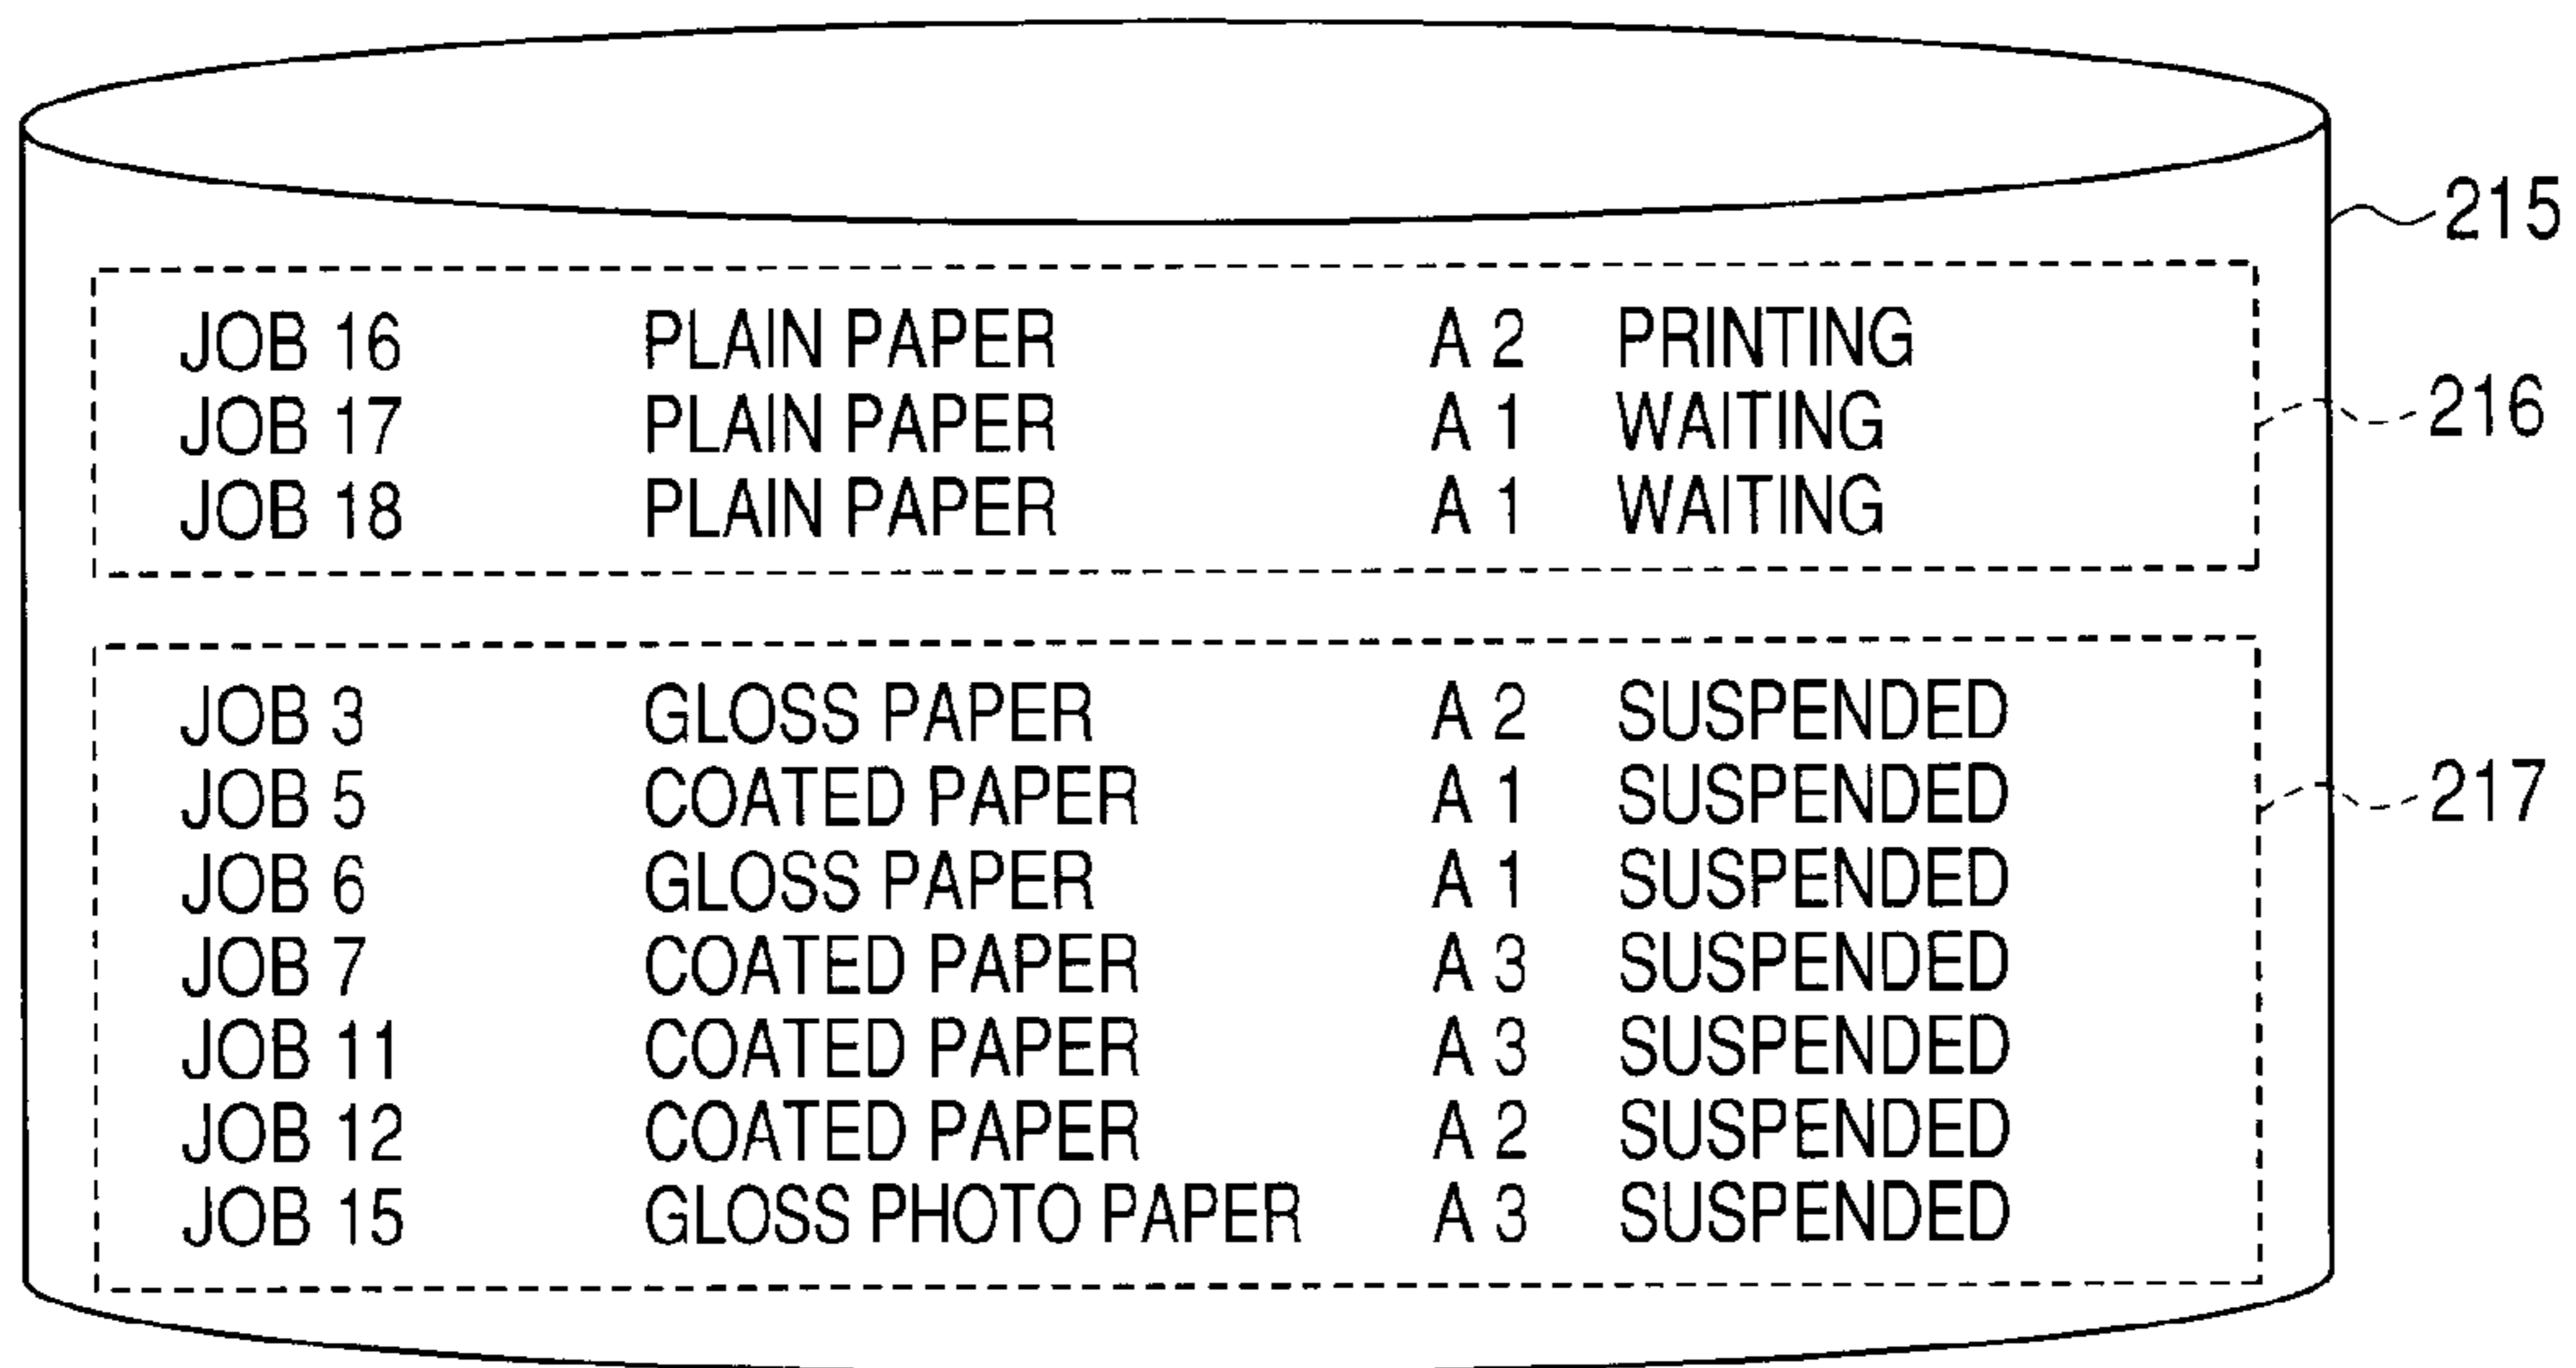 215
JOB 16 PLAIN PAPER A 2 PRINTING
JOB 17 PLAIN PAPER A 1 WAITING
216
JOB 18 PLAIN PAPER A 1 WAITING
JOB 3 GLOSS PAPER A 2 SUSPENDED
JOB 5 COATED PAPER A 1 SUSPENDED
217
JOB 6 GLOSS PAPER A 1 SUSPENDED
JOB 7 COATED PAPER A 3 SUSPENDED
JOB 11 COATED PAPER A 3 SUSPENDED
JOB 12 COATED PAPER A 2 SUSPENDED
JOB 15 GLOSS PHOTO PAPER A 3 SUSPENDED